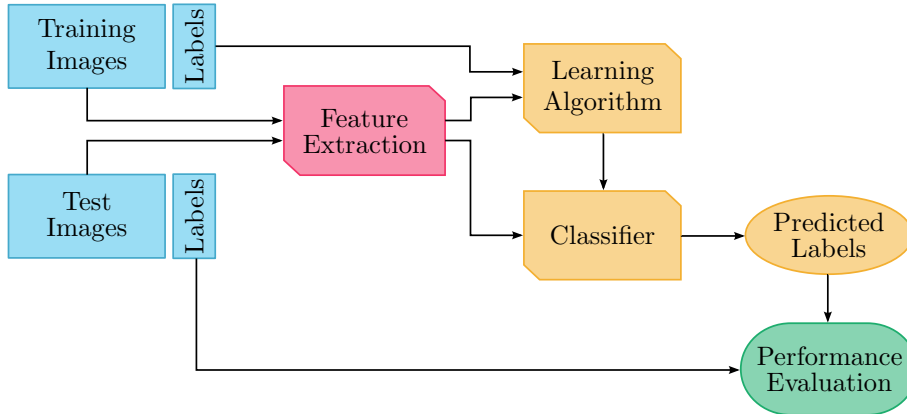 Training
Images
Labels
Learning
Algorithm
Feature
Extraction
Test
Images
Labels
Classifier
Predicted
Labels
Performance
Evaluation